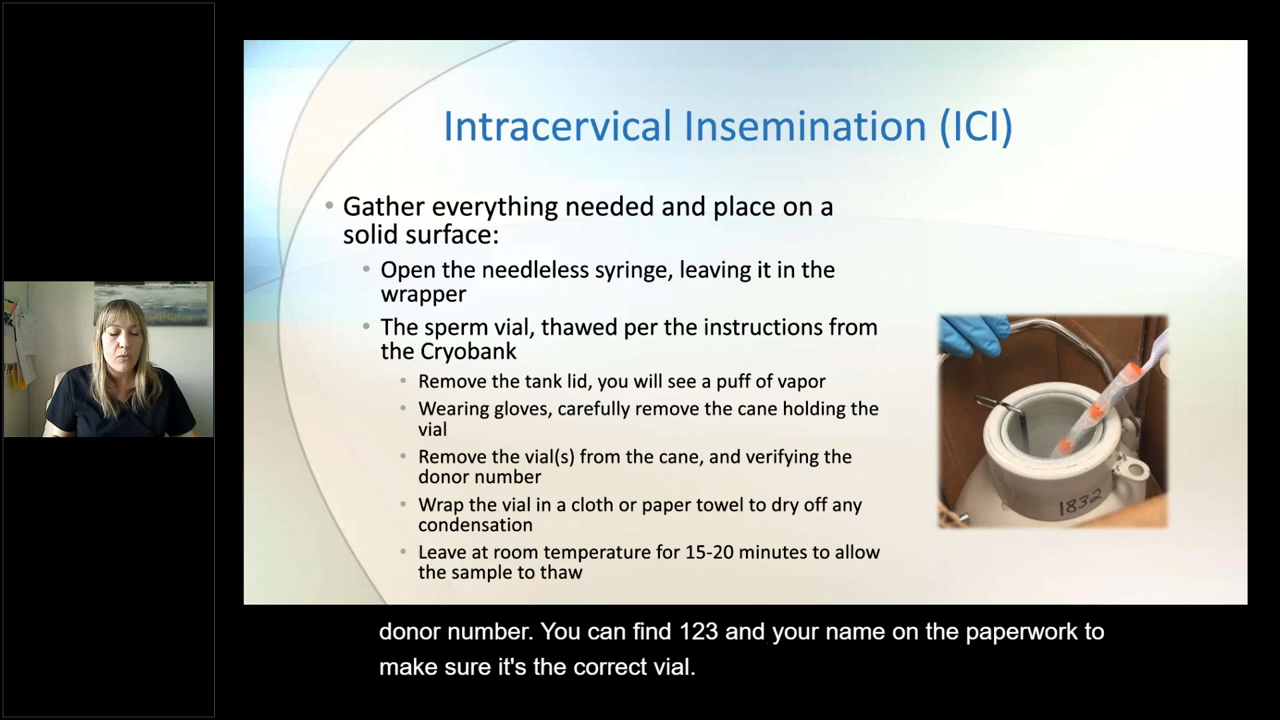 Intracervical Insemination (ICI)
• Gather everything needed and place on a
solid surface:
• Open the needleless syringe, leaving it in the
wrapper
• The sperm vial, thawed per the instructions from
the Cryobank
• Remove the tank lid, you will see a puff of vapor
• Wearing gloves, carefully remove the cane holding the
vial
• Remove the vial(s) from the cane, and verifying the
donor number
• Wrap the vial in a cloth or paper towel to dry off any
condensation
• Leave at room temperature for 15-20 minutes to allow
the sample to thaw
1832
donor number. You can find 123 and your name on the paperwork to
make sure it's the correct vial.